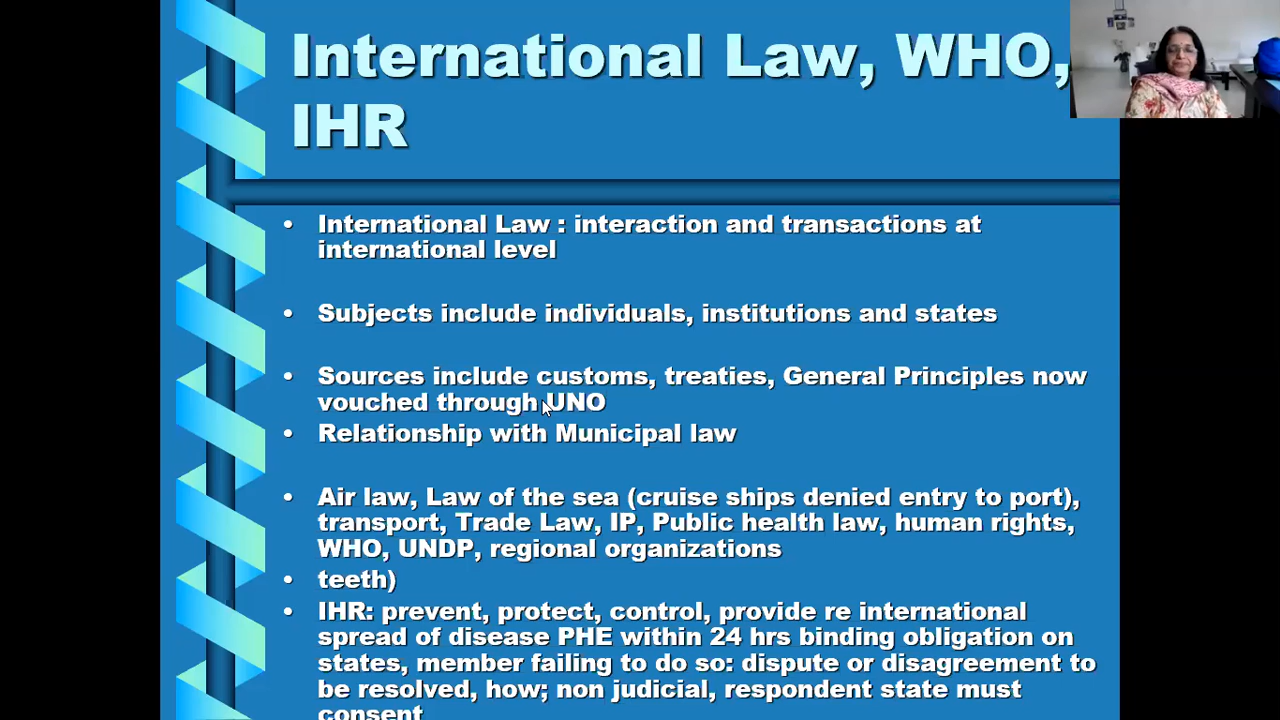 International Law, WHO,
IHR
• International Law : interaction and transactions at
international level
• Subjects include individuals, institutions and states
• Sources include customs, treaties, General Principles now
vouched through UNO
• Relationship with Municipal law
• Air law, Law of the sea (cruise ships denied entry to port),
transport, Trade Law, IP, Public health law, human rights,
WHO, UNDP, regional organizations
• teeth)
• IHR: prevent, protect, control, provide re international
spread of disease PHE within 24 hrs binding obligation on
states, member failing to do so: dispute or disagreement to
be resolved, how; non judicial, respondent state must
consent